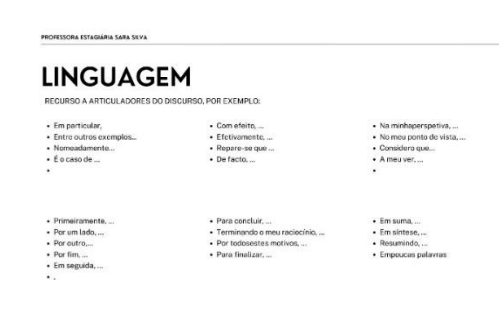 PROFESSORA ESTAGIÁRIA SARA SILVA
LINGUAGEM
RECURSO A ARTICULADORES DO DISCURSO, POR EXEMPLO:
• Em particular,
• Entre outros exemplos...
• Nomeadamente...
• É o caso de ...
•
• Com efeito, ...
• Efetivamente, ...
• Repare-se que ...
• De facto, ...
• Na minhaperspetiva, ...
• No meu ponto de vista, ...
• Considero que...
• A meu ver, ...
•
• Primeiramente, ...
• Por um lado, ...
• Por outro,...
• Por fim, ...
• Em seguida, ...
• .
• Para concluir, ...
• Terminando o meu raciocínio, ...
• Por todosestes motivos, ...
• Para finalizar, ...
• Em suma, ...
• Em síntese, ...
• Resumindo, ...
• Empoucas palavras